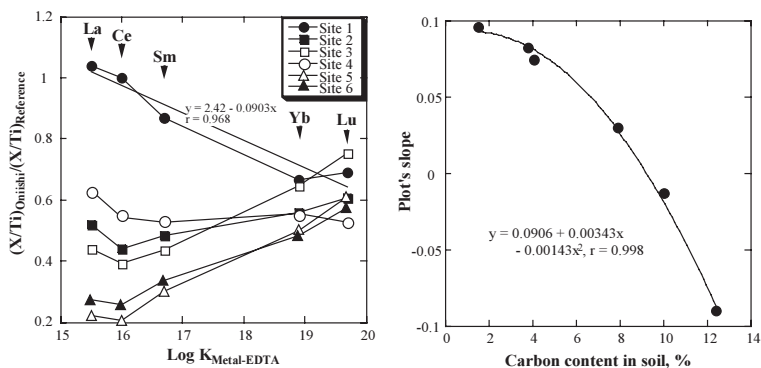 La
Ce
Sm
Yb
Lu
Site 1
Site 2
Site 3
Site 4
Site 5
Site 6
y = 2.42 - 0.0903x
r = 0.968
(X/Ti)Oniishi/(X/Ti)Reference
1
0.8
0.6
0.4
0.2
15 16 17 18 19 20
Log KMetal-EDTA
0.1
0.05
0
-0.05
-0.1
Plot's slope
y = 0.0906 + 0.00343x
- 0.00143x², r = 0.998
0 2 4 6 8 10 12 14
Carbon content in soil, %